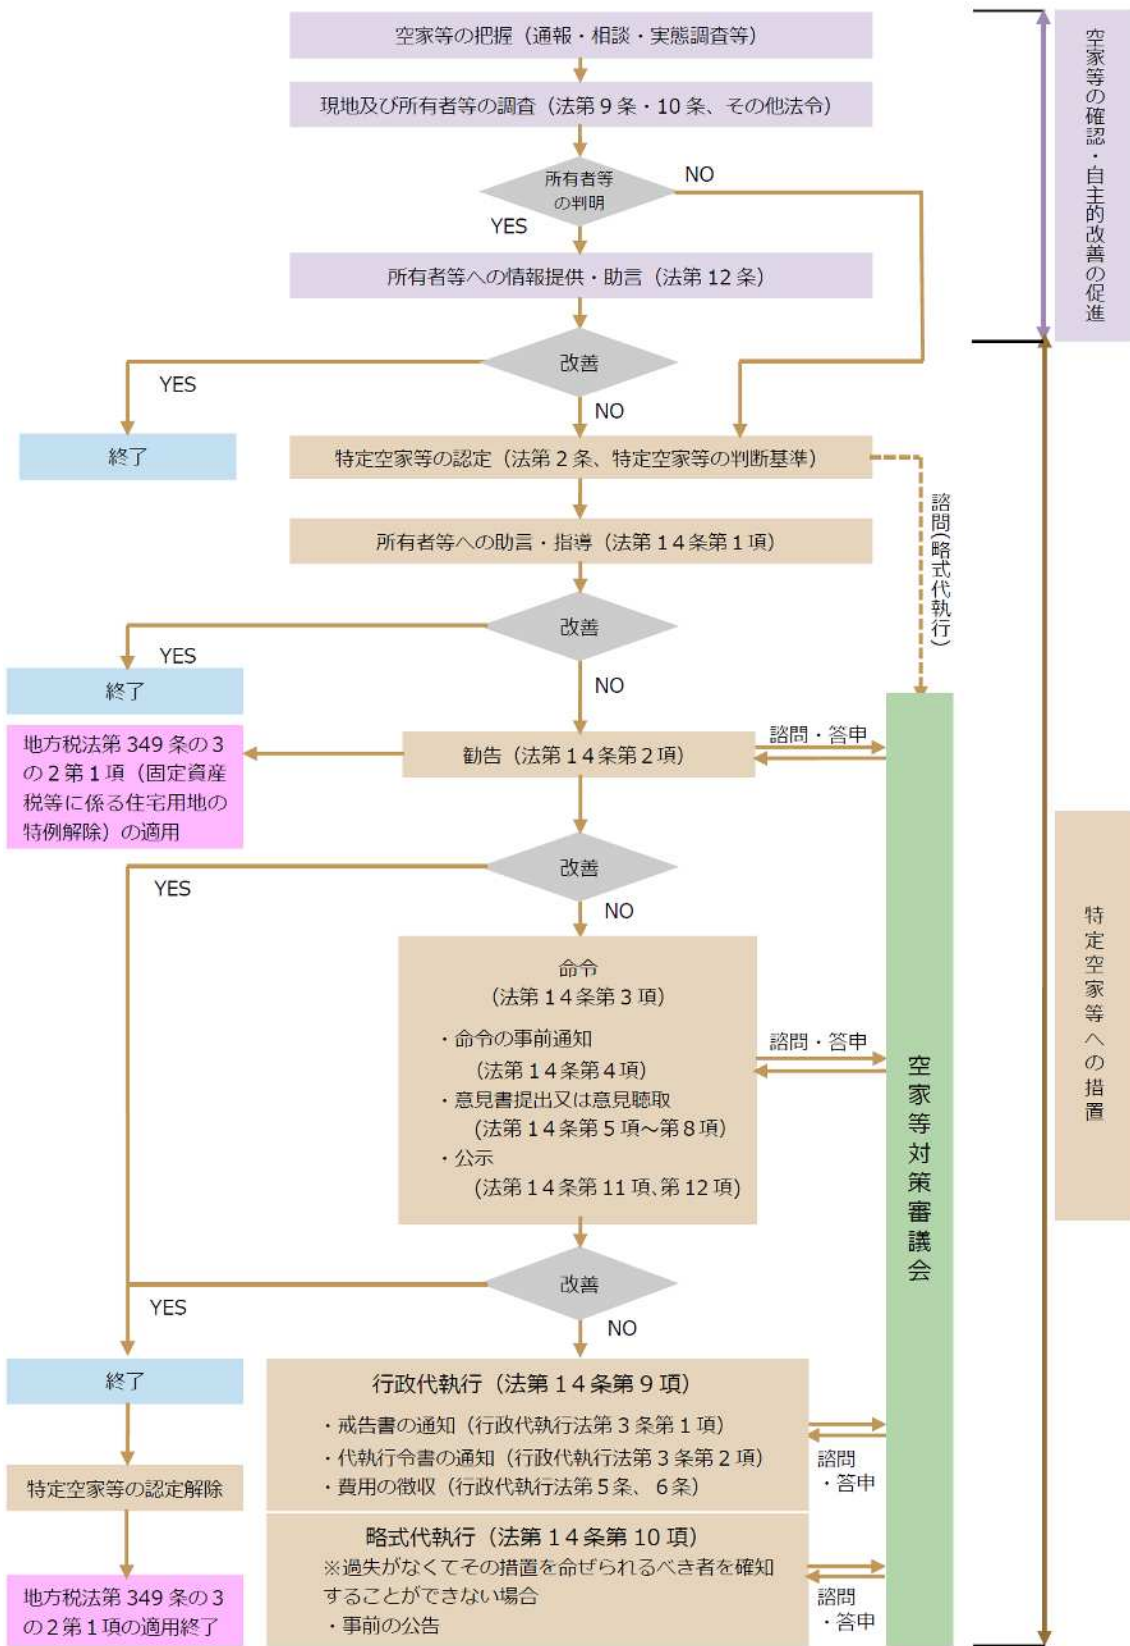 空家等の把握（通報・相談・実態調査等）
現地及び所有者等の調査（法第９条・10 条、その他法令）
所有者等
の判明
NO
YES
所有者等への情報提供・助言（法第 12 条）
改善
YES
NO
終了
特定空家等の認定（法第２条、特定空家等の判断基準）
諮問(略式代執行)
所有者等への助言・指導（法第１４条第１項）
改善
YES
NO
終了
地方税法第 349 条の３
の２第１項（固定資産
税等に係る住宅用地の
特例解除）の適用
勧告（法第１４条第２項）
諮問・答申
改善
YES
NO
命令
(法第１４条第３項）
・命令の事前通知
(法第１４条第４項）
・意見書提出又は意見聴取
(法第１４条第５項～第８項）
・公示
(法第１４条第 11 項、第 12 項)
諮問・答申
改善
YES
NO
終了
特定空家等の認定解除
地方税法第 349 条の３
の２第１項の適用終了
行政代執行（法第１４条第９項）
・戒告書の通知（行政代執行法第３条第１項）
・代執行令書の通知（行政代執行法第３条第２項）
・費用の徴収（行政代執行法第５条、６条）
諮問
・答申
略式代執行（法第１４条第 10 項）
※過失がなくてその措置を命ぜられるべき者を確知
することができない場合
・事前の公告
諮問
・答申
空家等対策審議会
空家等の確認・自主的改善の促進
特定空家等への措置